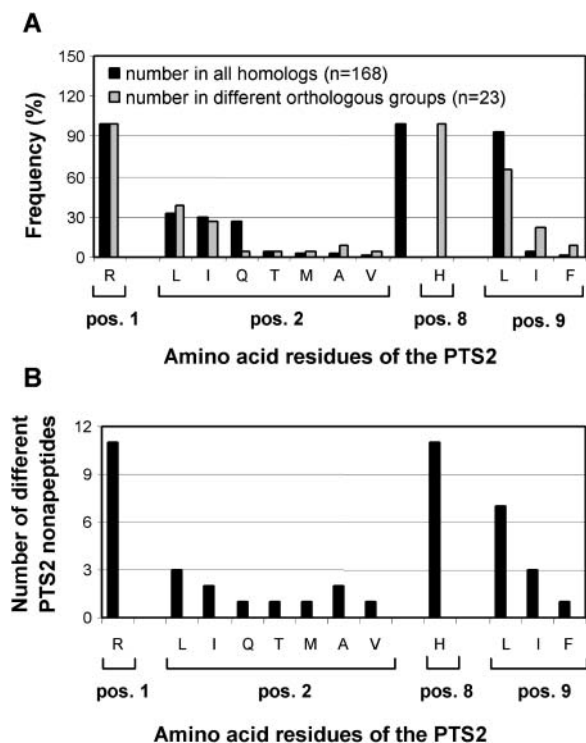 A
150
120
90
60
30
0
Frequency (%)
number in all homologs (n=168)
number in different orthologous groups (n=23)
R L I Q T M A V H L I F
pos. 1 pos. 2 pos. 8 pos. 9
Amino acid residues of the PTS2
B
12
9
6
3
0
Number of different
PTS2 nonapeptides
R L I Q T M A V H L I F
pos. 1 pos. 2 pos. 8 pos. 9
Amino acid residues of the PTS2